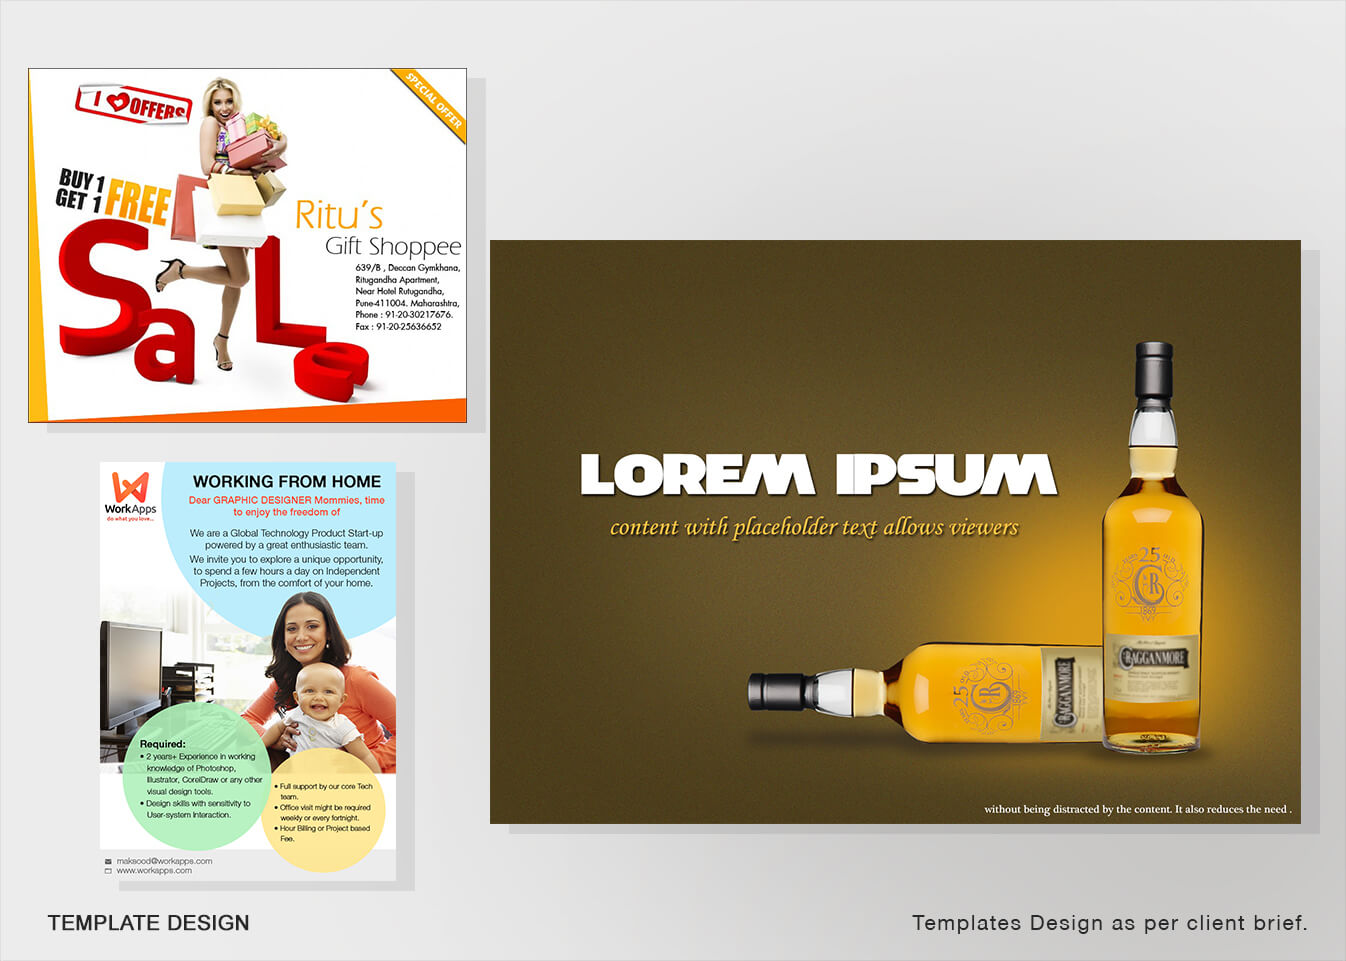 I OFFERS
SPECIAL OFFER
BUY 1
GET 1 FREE
SaLe
Ritu's
Gift Shoppee
639/B , Deccan Gymkhana,
Ritugandha Apartment,
Near Hotel Rutugandha,
Pune-411004. Maharashtra,
Phone : 91-20-30217676.
Fax : 91-20-25636652
WorkApps
do what you love...
WORKING FROM HOME
Dear GRAPHIC DESIGNER Mommies, time
to enjoy the freedom of
We are a Global Technology Product Start-up
powered by a great enthusiastic team.
We invite you to explore a unique opportunity,
to spend a few hours a day on Independent
Projects, from the comfort of your home.
Required:
• 2 years+ Experience in working
knowledge of Photoshop,
Illustrator, CorelDraw or any other
visual design tools.
• Design skills with sensitivity to
User-system Interaction.
• Full support by our core Tech
team.
• Office visit might be required
weekly or every fortnight.
• Hour Billing or Project based
Fee.
maksood@workapps.com
www.workapps.com
LOREM IPSUM
content with placeholder text allows viewers
YEARS 25 OLD
C R
1869
CRAGGANMORE
YEARS 25 OLD
C R
1869
CRAGGANMORE
without being distracted by the content. It also reduces the need .
TEMPLATE DESIGN
Templates Design as per client brief.